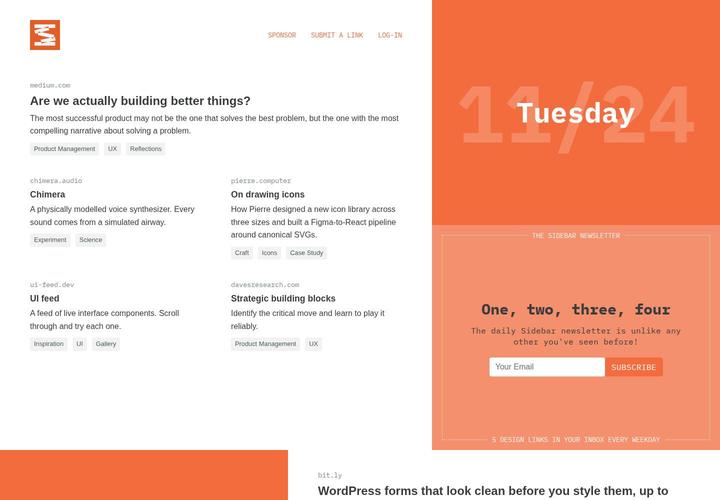 SPONSOR SUBMIT A LINK LOG-IN
medium.com
Are we actually building better things?
The most successful product may not be the one that solves the best problem, but the one with the most
compelling narrative about solving a problem.
Product Management UX Reflections
chimera.audio
Chimera
A physically modelled voice synthesizer. Every
sound comes from a simulated airway.
Experiment Science
pierre.computer
On drawing icons
How Pierre designed a new icon library across
three sizes and built a Figma-to-React pipeline
around canonical SVGs.
Craft Icons Case Study
ui-feed.dev
UI feed
A feed of live interface components. Scroll
through and try each one.
Inspiration UI Gallery
davesresearch.com
Strategic building blocks
Identify the critical move and learn to play it
reliably.
Product Management UX
11/24
Tuesday
THE SIDEBAR NEWSLETTER
One, two, three, four
The daily Sidebar newsletter is unlike any
other you've seen before!
Your Email SUBSCRIBE
5 DESIGN LINKS IN YOUR INBOX EVERY WEEKDAY
bit.ly
WordPress forms that look clean before you style them, up to